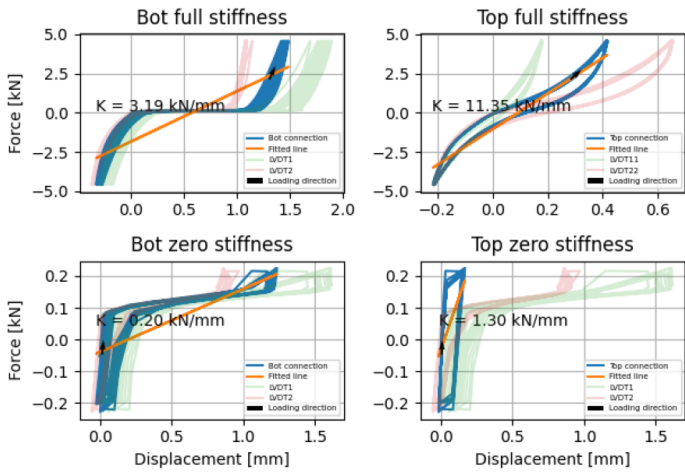 Bot full stiffness
Top full stiffness
Force [kN]
5.0
2.5
0.0
−2.5
−5.0
K = 3.19 kN/mm
Bot connection
Fitted line
LVDT1
LVDT2
Loading direction
0.0
0.5
1.0
1.5
2.0
5.0
2.5
0.0
−2.5
−5.0
K = 11.35 kN/mm
Top connection
Fitted line
LVDT11
LVDT22
Loading direction
−0.2
0.0
0.2
0.4
0.6
Bot zero stiffness
Top zero stiffness
Force [kN]
0.2
0.1
0.0
−0.1
−0.2
K = 0.20 kN/mm
Bot connection
Fitted line
LVDT1
LVDT2
Loading direction
0.0
0.5
1.0
1.5
Displacement [mm]
0.2
0.1
0.0
−0.1
−0.2
K = 1.30 kN/mm
Top connection
Fitted line
LVDT1
LVDT2
Loading direction
0.0
0.5
1.0
1.5
Displacement [mm]